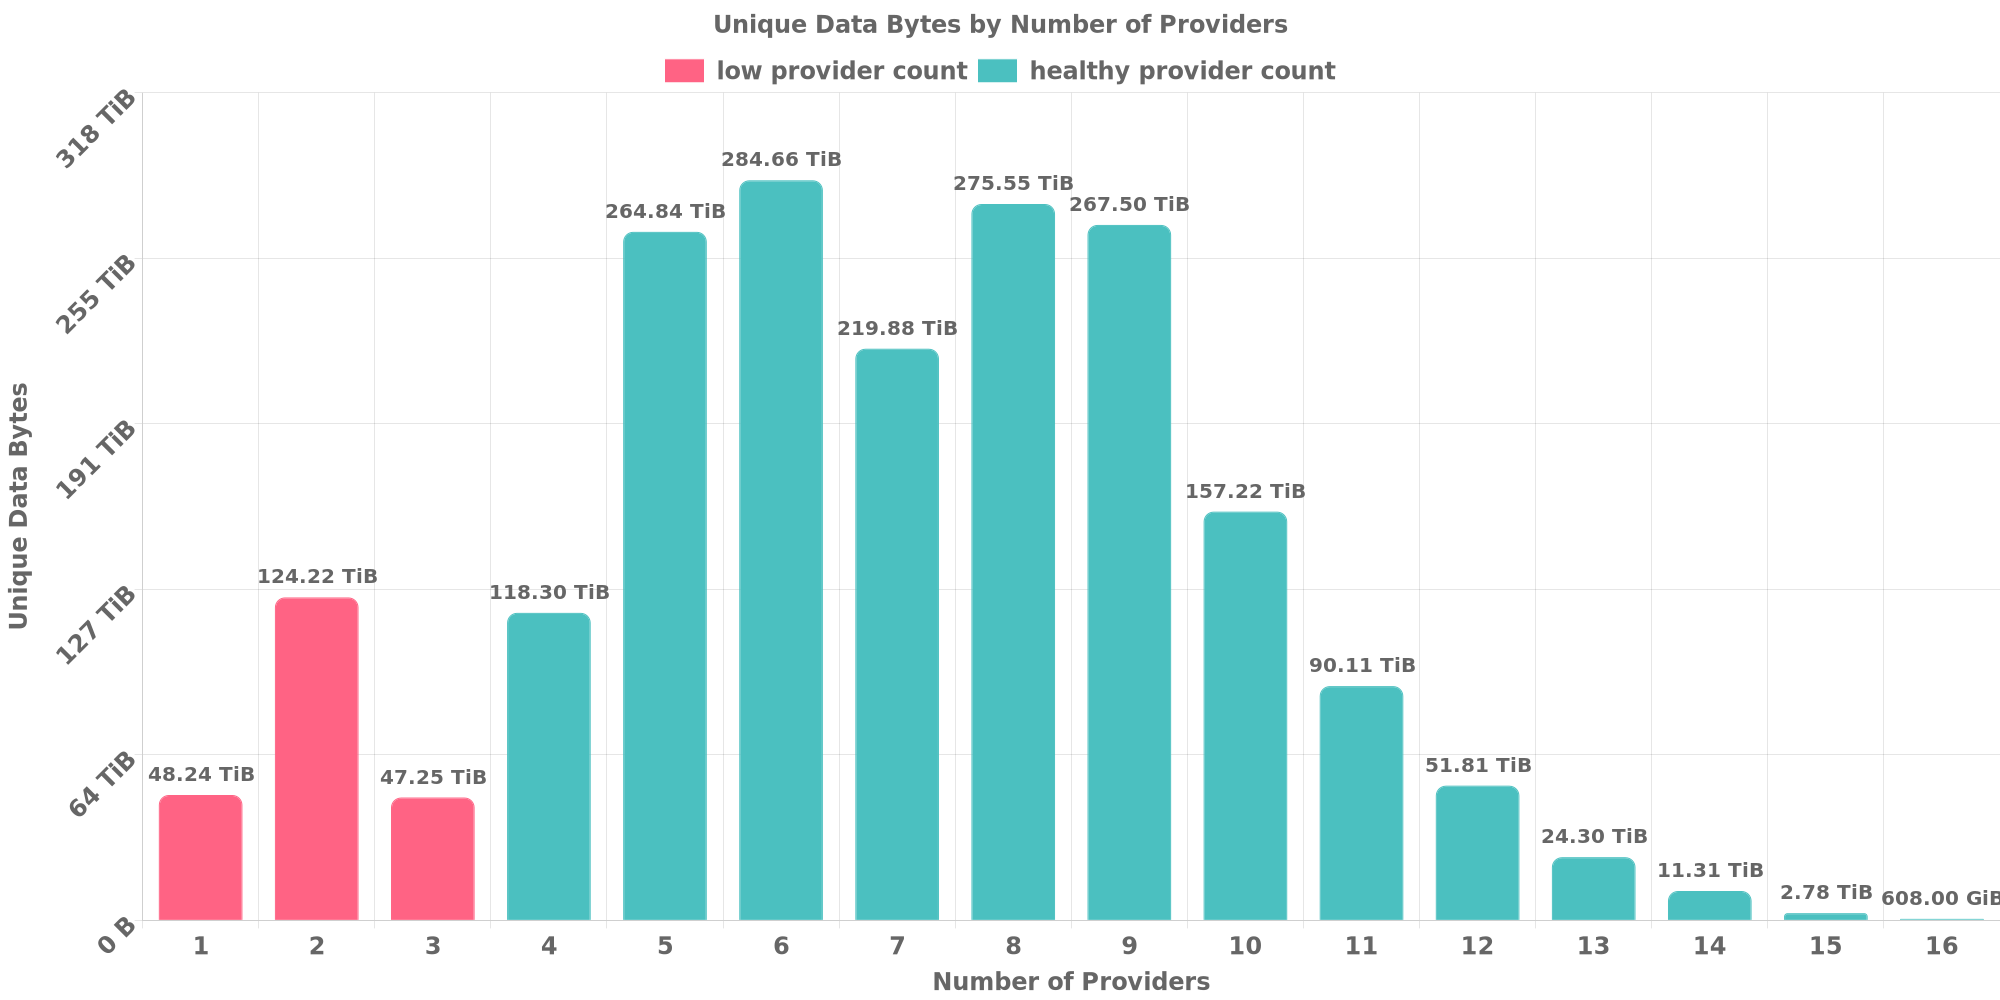 Unique Data Bytes by Number of Providers
low provider count healthy provider count
318 TiB
255 TiB
191 TiB
127 TiB
64 TiB
0 B
Unique Data Bytes
48.24 TiB
124.22 TiB
47.25 TiB
118.30 TiB
264.84 TiB
284.66 TiB
219.88 TiB
275.55 TiB
267.50 TiB
157.22 TiB
90.11 TiB
51.81 TiB
24.30 TiB
11.31 TiB
2.78 TiB
608.00 GiB
1 2 3 4 5 6 7 8 9 10 11 12 13 14 15 16
Number of Providers